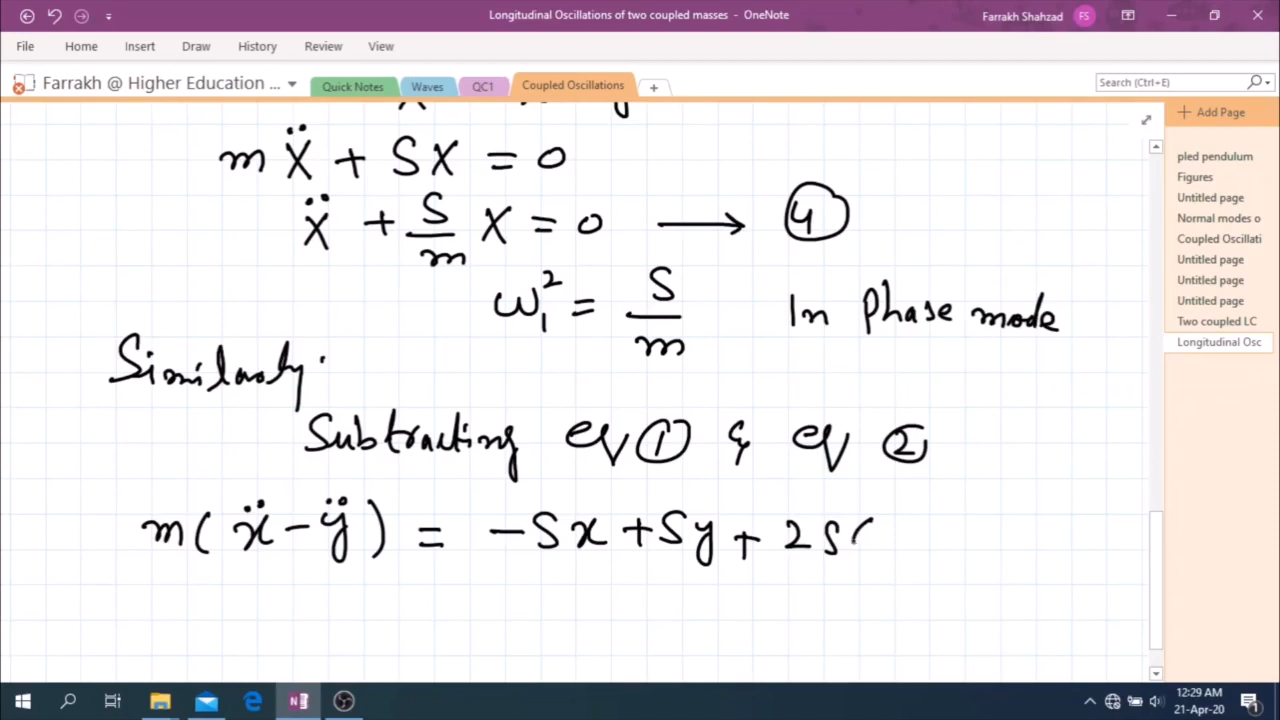 Longitudinal Oscillations of two coupled masses - OneNote
Farrakh Shahzad FS
File Home Insert Draw History Review View
Farrakh @ Higher Education ... Quick Notes Waves QC1 Coupled Oscillations +
Search (Ctrl+E)
Add Page
pled pendulum
Figures
Untitled page
Normal modes o
Coupled Oscillati
Untitled page
Untitled page
Untitled page
Two coupled LC
Longitudinal Osc
mẌ + SX = 0
Ẍ + S/m X = 0 ⟶ ④
ω₁² = S/m In phase mode
Similarly
Subtracting eq ① & eq ②
m(ẍ - ÿ) = -Sx + Sy + 2S(
12:29 AM
21-Apr-20
1